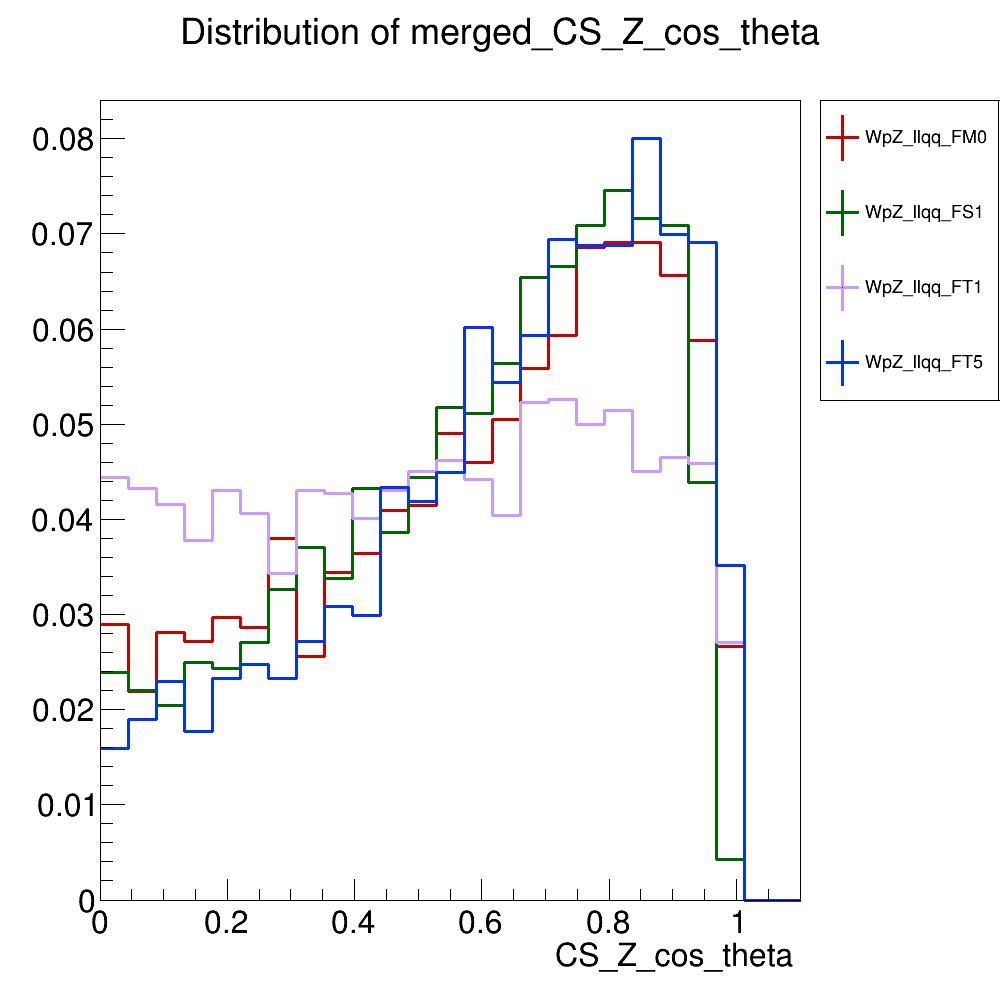 Distribution of merged_CS_Z_cos_theta
0.08
0.07
0.06
0.05
0.04
0.03
0.02
0.01
0
0 0.2 0.4 0.6 0.8 1
CS_Z_cos_theta
WpZ_llqq_FM0
WpZ_llqq_FS1
WpZ_llqq_FT1
WpZ_llqq_FT5